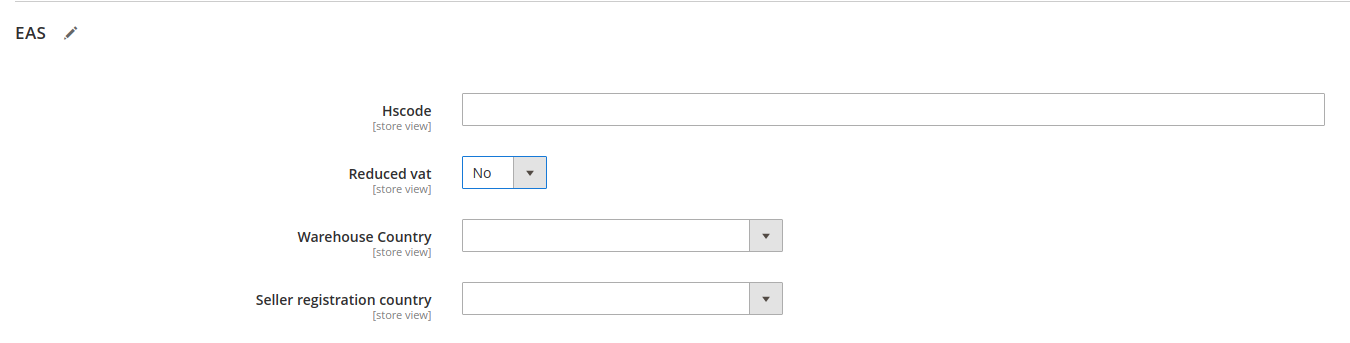 EAS
Hscode
[store view]
Reduced vat
[store view]
No
Warehouse Country
[store view]
Seller registration country
[store view]